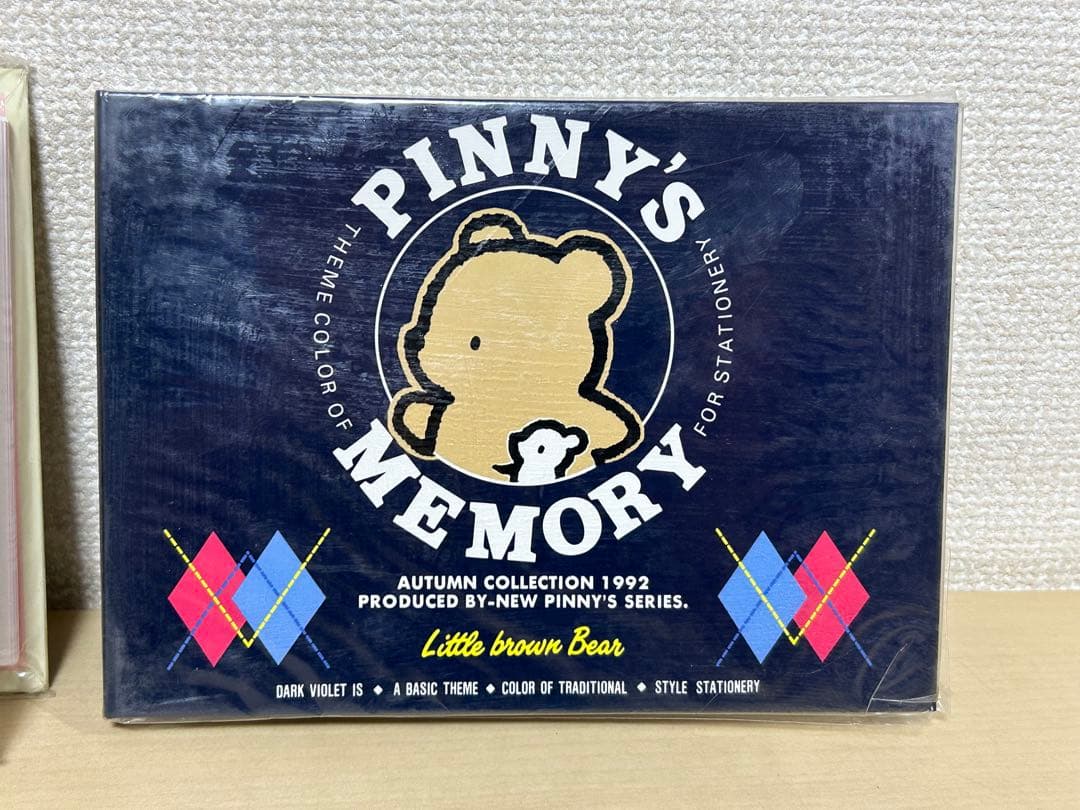 PINNY'S
THEME COLOR OF
FOR STATIONERY
MEMORY
AUTUMN COLLECTION 1992
PRODUCED BY-NEW PINNY'S SERIES.
Little brown Bear
DARK VIOLET IS ◆ A BASIC THEME ◆ COLOR OF TRADITIONAL ◆ STYLE STATIONERY